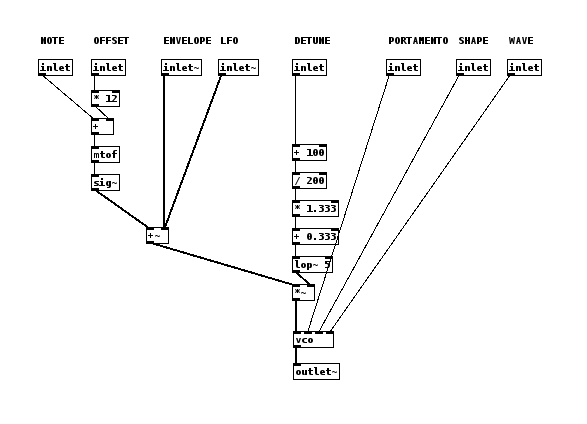 NOTE OFFSET ENVELOPE LFO DETUNE PORTAMENTO SHAPE WAVE
inlet inlet inlet~ inlet~ inlet inlet inlet inlet
* 12
+
mtof
+ 100
sig~
/ 200
* 1.333
+~
+ 0.333
lop~ 5
*~
vco
outlet~